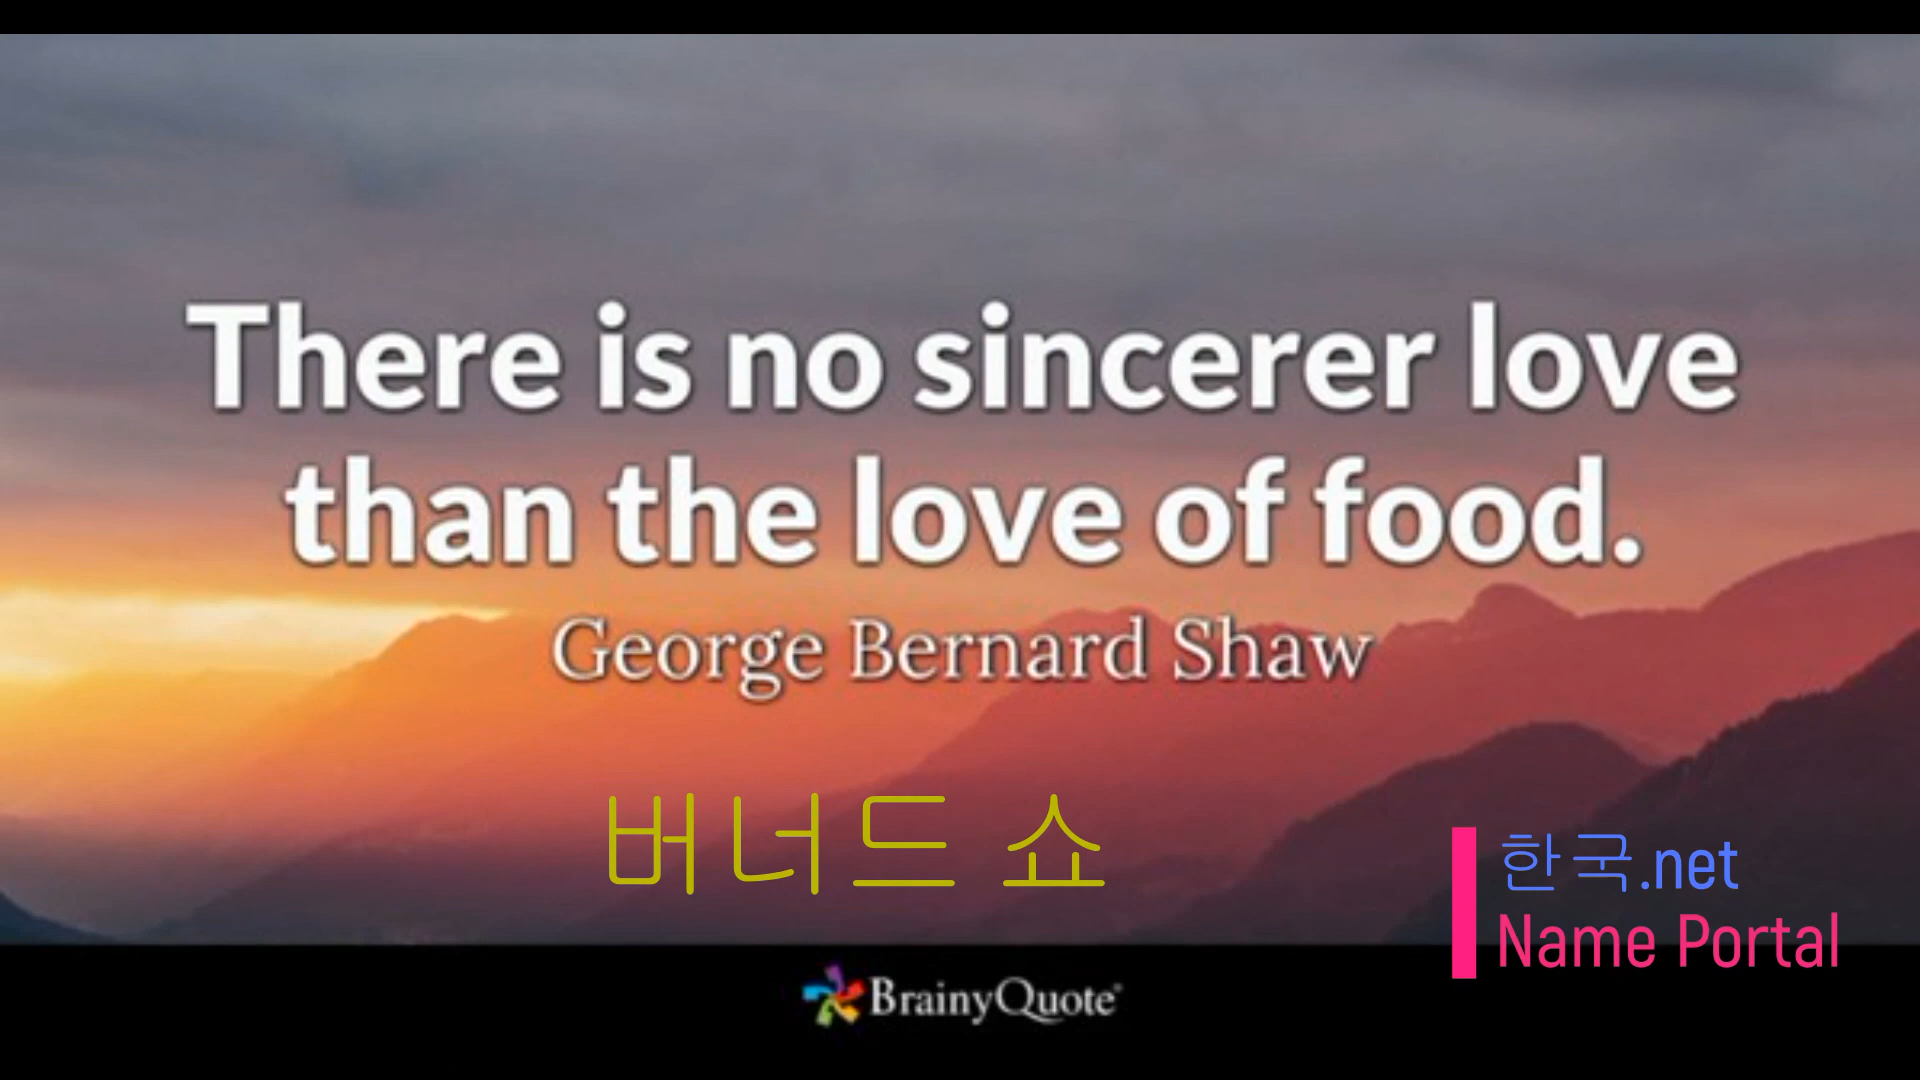 There is no sincerer love
than the love of food.
George Bernard Shaw
버너드 쇼
한국.net
Name Portal
BrainyQuote®